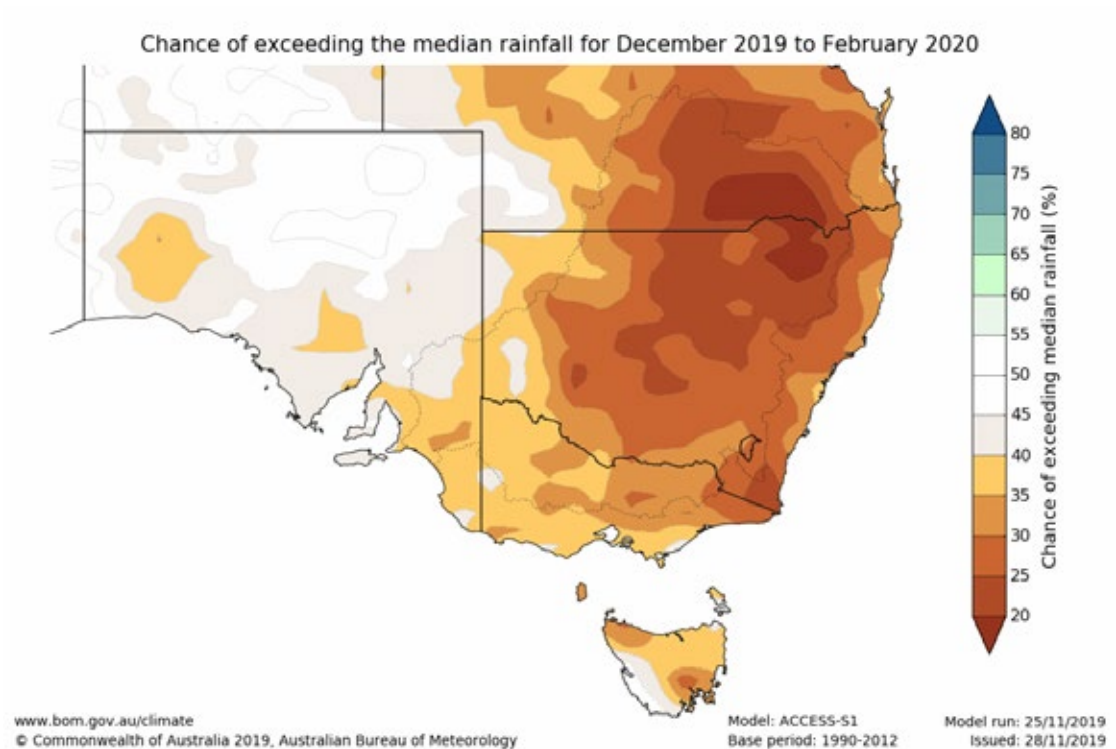 Chance of exceeding the median rainfall for December 2019 to February 2020
80
75
70
65
60
55
50
45
40
35
30
25
20
Chance of exceeding median rainfall (%)
www.bom.gov.au/climate
© Commonwealth of Australia 2019, Australian Bureau of Meteorology
Model: ACCESS-S1
Base period: 1990-2012
Model run: 25/11/2019
Issued: 28/11/2019